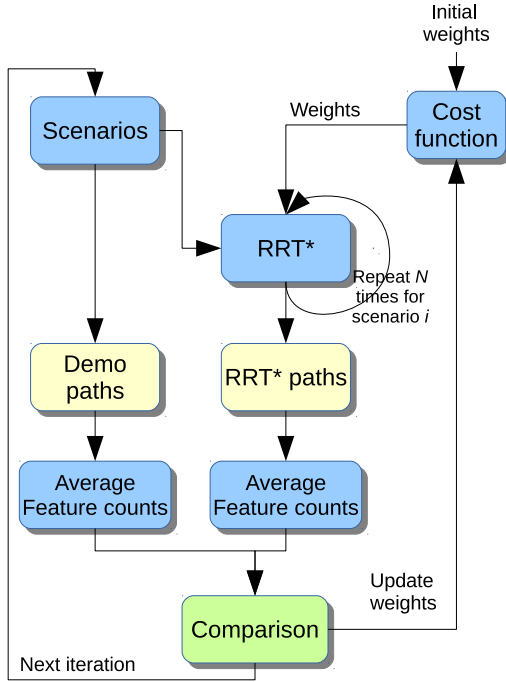 Initial
weights
Scenarios
Cost
function
Weights
RRT*
Repeat N
times for
scenario i
Demo
paths
RRT* paths
Average
Feature counts
Average
Feature counts
Update
weights
Comparison
Next iteration